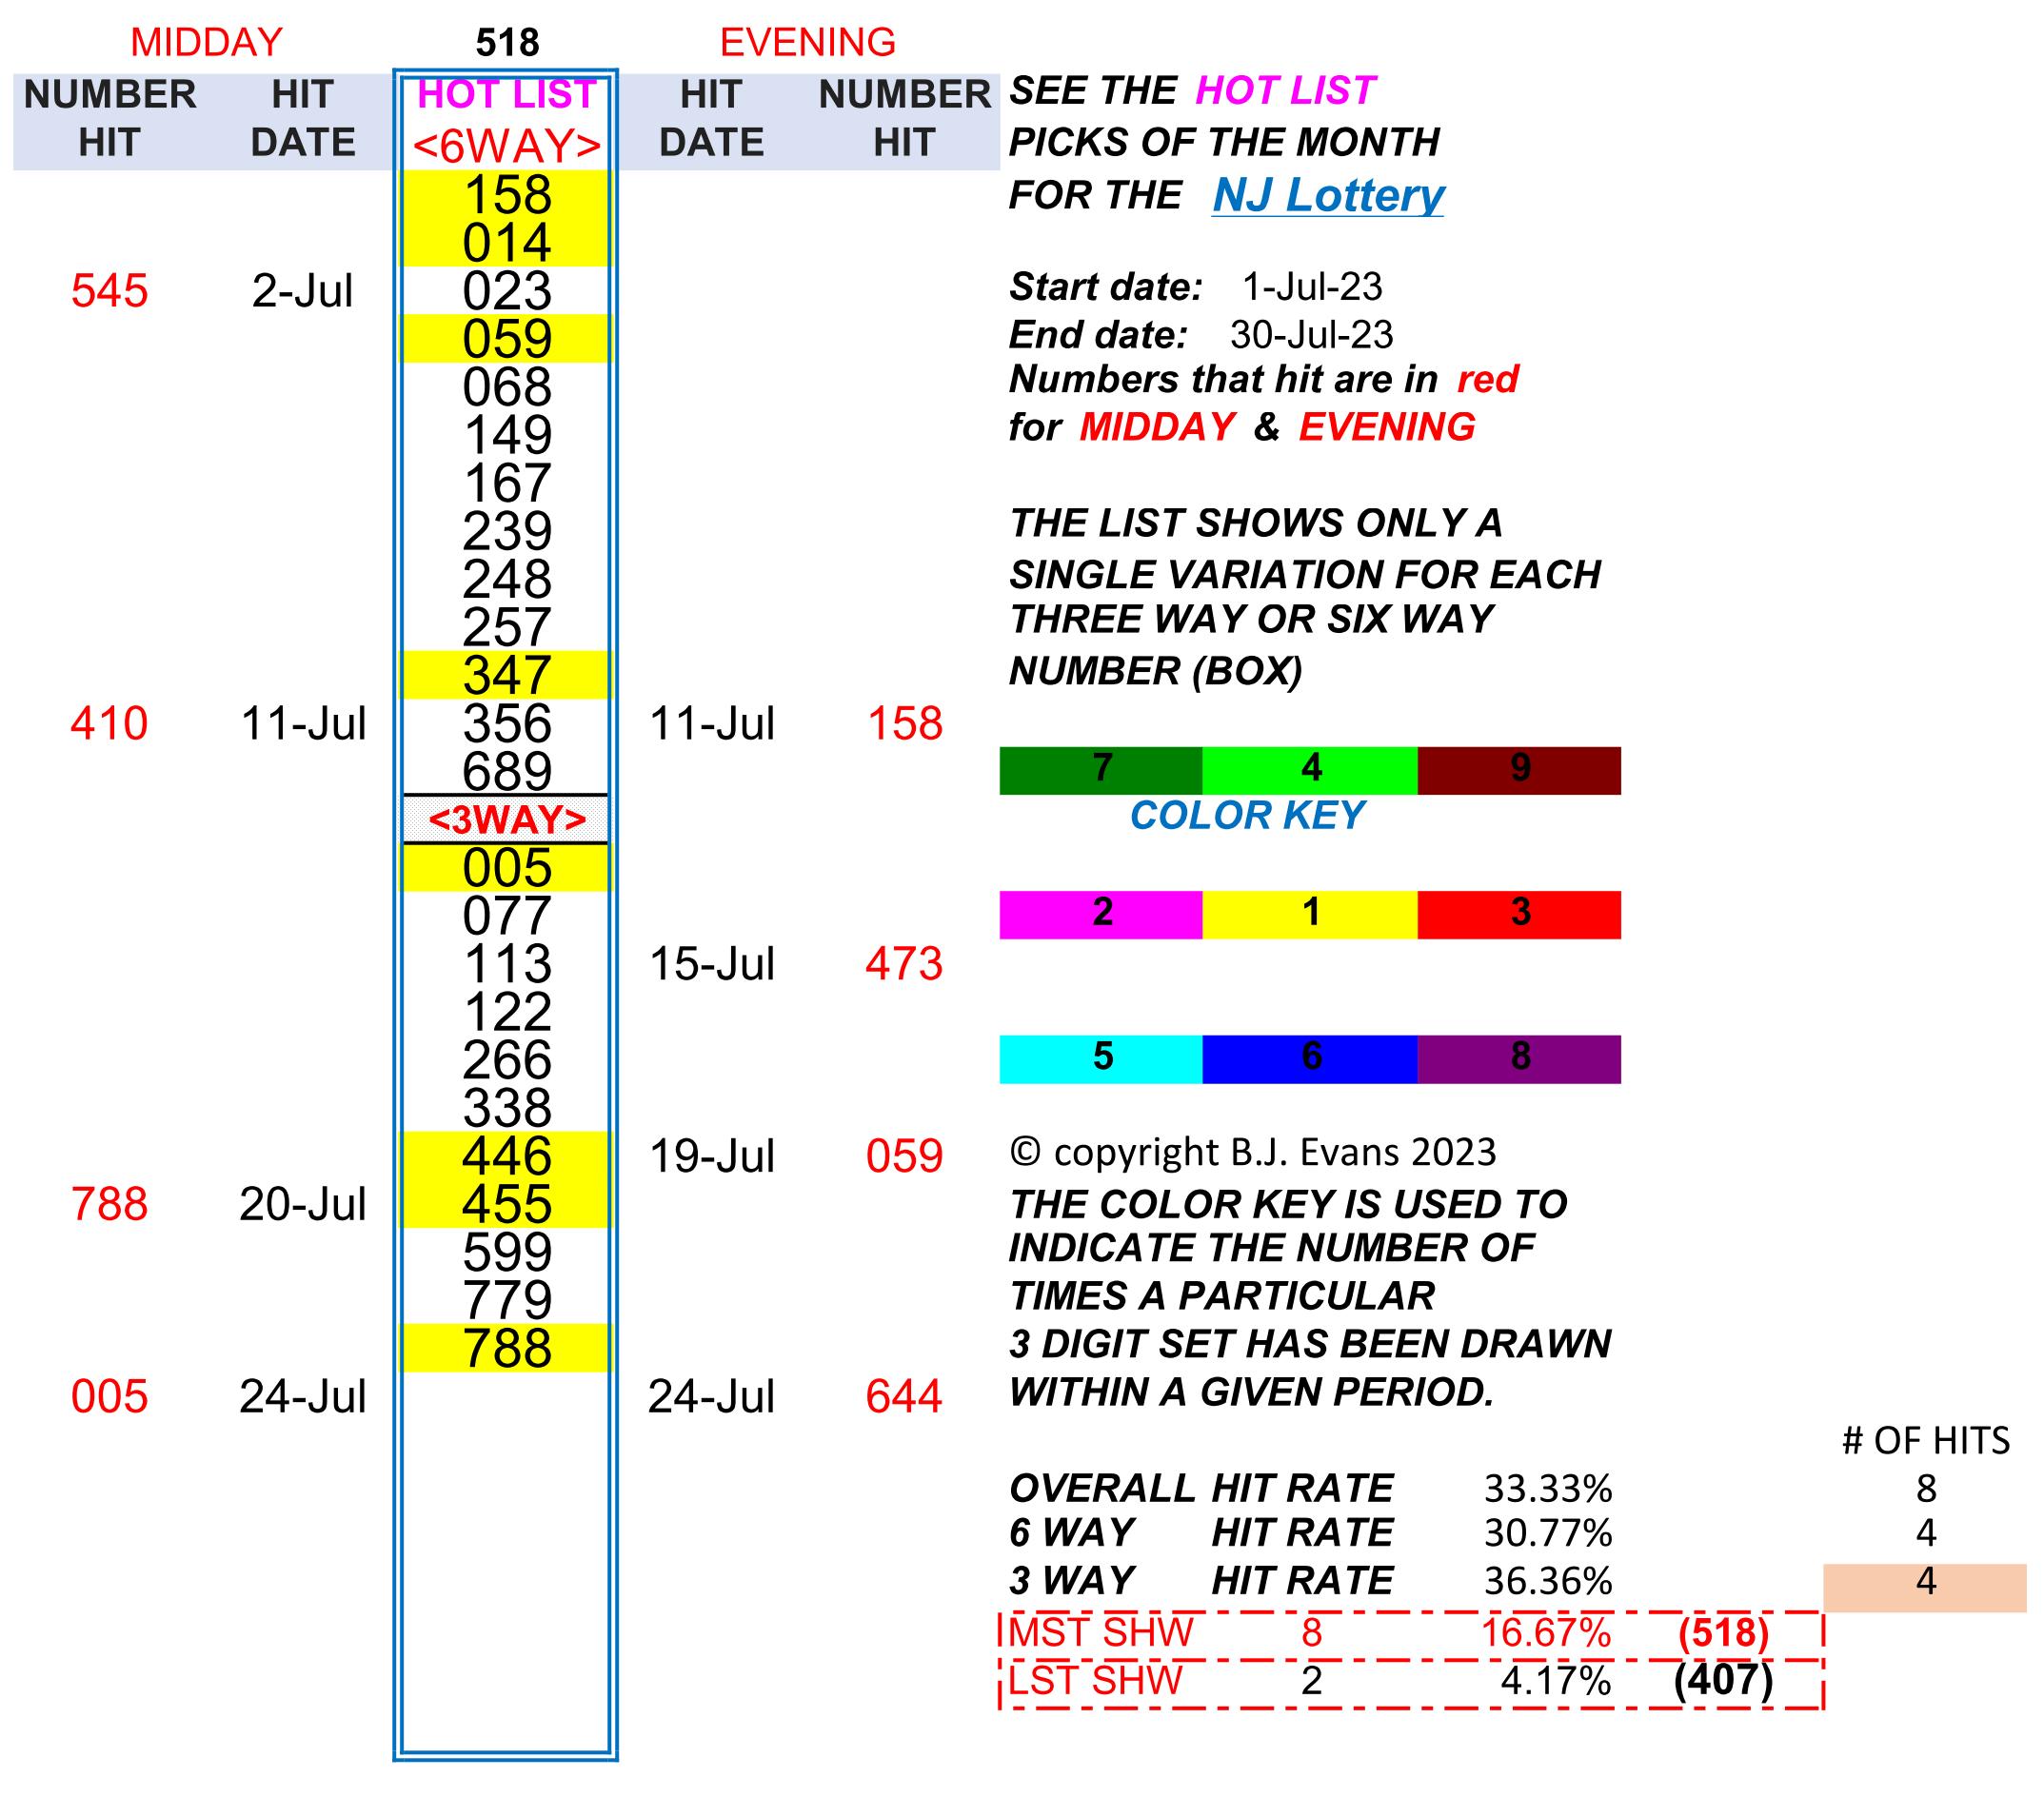 MIDDAY 518 EVENING
NUMBER HIT HOT LIST HIT NUMBER SEE THE HOT LIST
HIT DATE <6WAY> DATE HIT PICKS OF THE MONTH
158 FOR THE NJ Lottery
014
545 2-Jul 023 Start date: 1-Jul-23
059 End date: 30-Jul-23
068 Numbers that hit are in red
149 for MIDDAY & EVENING
167
239 THE LIST SHOWS ONLY A
248 SINGLE VARIATION FOR EACH
257 THREE WAY OR SIX WAY
347 NUMBER (BOX)
410 11-Jul 356 11-Jul 158
689 7 4 9
<3WAY> COLOR KEY
005
077 2 1 3
113 15-Jul 473
122
266 5 6 8
338
446 19-Jul 059 © copyright B.J. Evans 2023
788 20-Jul 455 THE COLOR KEY IS USED TO
599 INDICATE THE NUMBER OF
779 TIMES A PARTICULAR
788 3 DIGIT SET HAS BEEN DRAWN
005 24-Jul 24-Jul 644 WITHIN A GIVEN PERIOD.
# OF HITS
OVERALL HIT RATE 33.33% 8
6 WAY HIT RATE 30.77% 4
3 WAY HIT RATE 36.36% 4
MST SHW 8 16.67% (518)
LST SHW 2 4.17% (407)